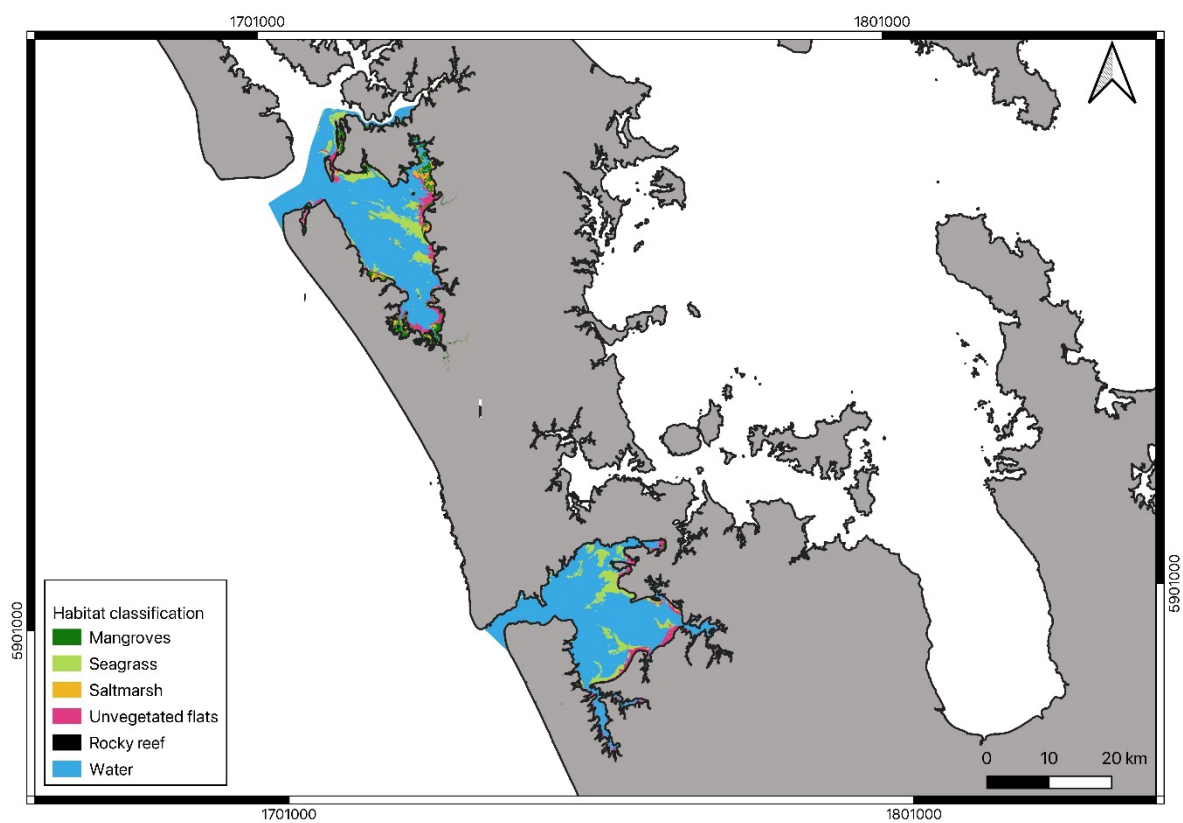 1701000 1801000
Habitat classification
Mangroves
Seagrass
Saltmarsh
Unvegetated flats
Rocky reef
Water
5901000
5901000
0 10 20 km
1701000 1801000